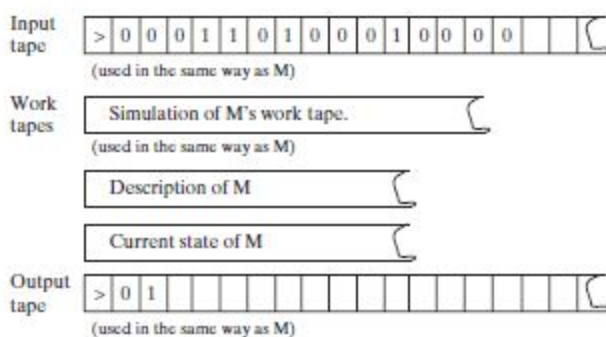 Input tape > 0 0 0 1 1 0 1 0 0 0 1 0 0 0 0
(used in the same way as M)
Work tapes Simulation of M's work tape.
(used in the same way as M)
Description of M
Current state of M
Output tape > 0 1
(used in the same way as M)